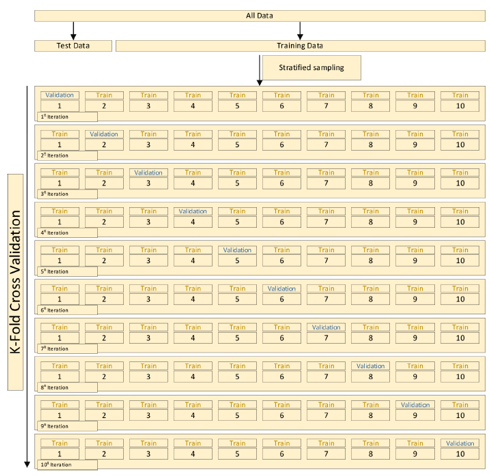 All Data
Test Data Training Data
Stratified sampling
K-Fold Cross Validation
Validation Train Train Train Train Train Train Train Train Train
1 2 3 4 5 6 7 8 9 10
1º Iteration
Train Validation Train Train Train Train Train Train Train Train
1 2 3 4 5 6 7 8 9 10
2º Iteration
Train Train Validation Train Train Train Train Train Train Train
1 2 3 4 5 6 7 8 9 10
3º Iteration
Train Train Train Validation Train Train Train Train Train Train
1 2 3 4 5 6 7 8 9 10
4º Iteration
Train Train Train Train Validation Train Train Train Train Train
1 2 3 4 5 6 7 8 9 10
5º Iteration
Train Train Train Train Train Validation Train Train Train Train
1 2 3 4 5 6 7 8 9 10
6º Iteration
Train Train Train Train Train Train Validation Train Train Train
1 2 3 4 5 6 7 8 9 10
7º Iteration
Train Train Train Train Train Train Train Validation Train Train
1 2 3 4 5 6 7 8 9 10
8º Iteration
Train Train Train Train Train Train Train Train Validation Train
1 2 3 4 5 6 7 8 9 10
9º Iteration
Train Train Train Train Train Train Train Train Train Validation
1 2 3 4 5 6 7 8 9 10
10º Iteration